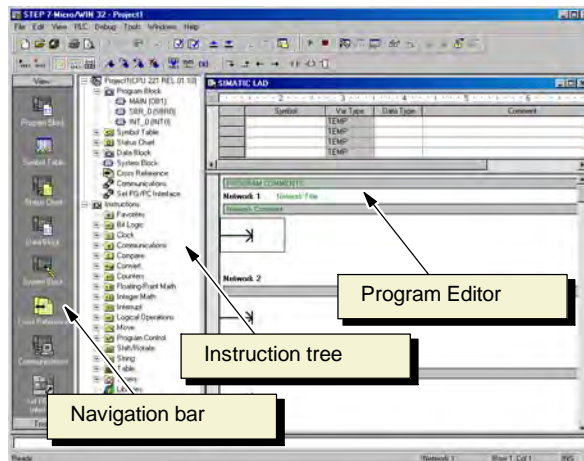 STEP 7-Micro/WIN 32 - Project1
File Edit View PLC Debug Tools Windows Help
View
Program Block
Symbol Table
Status Chart
Data Block
System Block
Cross Reference
Communications
Project1(CPU 221 REL 01.10)
Program Block
MAIN (OB1)
SBR_0 (SBR0)
INT_0 (INT0)
Symbol Table
Status Chart
Data Block
System Block
Cross Reference
Communications
Set PG/PC Interface
Instructions
Favorites
Bit Logic
Clock
Communications
Compare
Convert
Counters
Floating-Point Math
Integer Math
Interrupt
Logical Operations
Move
Program Control
Shift/Rotate
String
Table
Libraries
SIMATIC LAD
Symbol Var Type Data Type Comment
TEMP
TEMP
TEMP
TEMP
PROGRAM COMMENTS
Network 1 Network Title
Network Comment
Network 2
Program Editor
Instruction tree
Navigation bar
Ready Network 1 Row 1, Col 1 INS